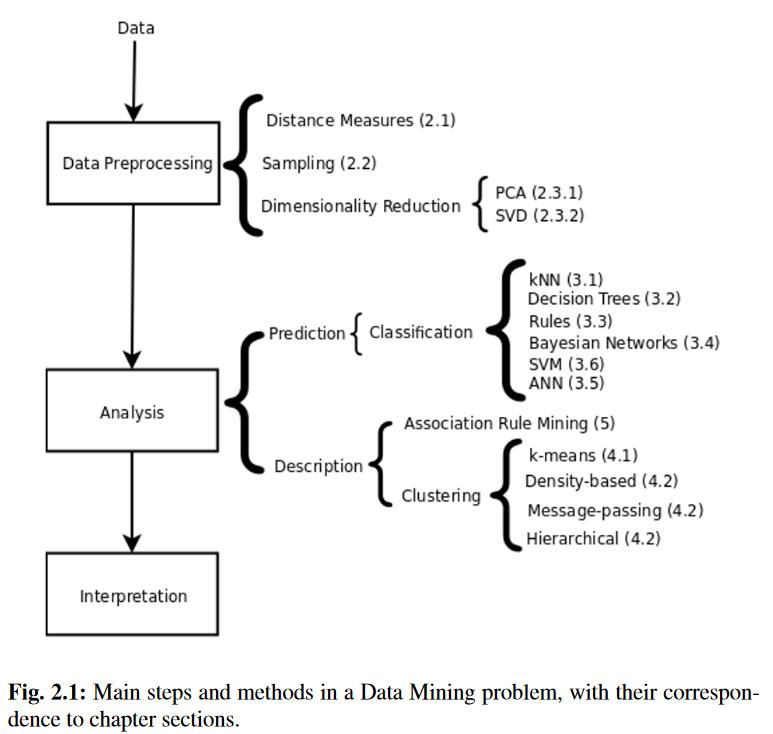 Data
Data Preprocessing
Distance Measures (2.1)
Sampling (2.2)
Dimensionality Reduction
PCA (2.3.1)
SVD (2.3.2)
Analysis
Prediction
Classification
kNN (3.1)
Decision Trees (3.2)
Rules (3.3)
Bayesian Networks (3.4)
SVM (3.6)
ANN (3.5)
Description
Association Rule Mining (5)
Clustering
k-means (4.1)
Density-based (4.2)
Message-passing (4.2)
Hierarchical (4.2)
Interpretation
Fig. 2.1: Main steps and methods in a Data Mining problem, with their correspon-
dence to chapter sections.